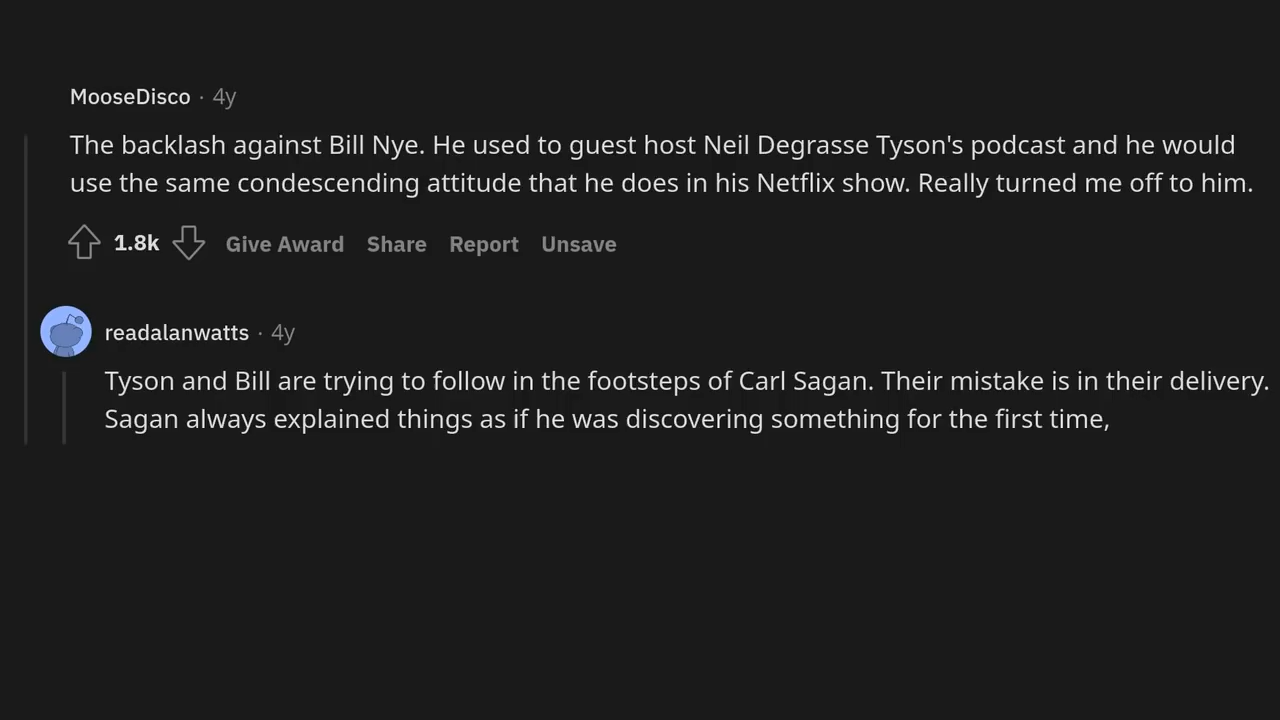 MooseDisco · 4y
The backlash against Bill Nye. He used to guest host Neil Degrasse Tyson's podcast and he would
use the same condescending attitude that he does in his Netflix show. Really turned me off to him.
1.8k Give Award Share Report Unsave
readalanwatts · 4y
Tyson and Bill are trying to follow in the footsteps of Carl Sagan. Their mistake is in their delivery.
Sagan always explained things as if he was discovering something for the first time,